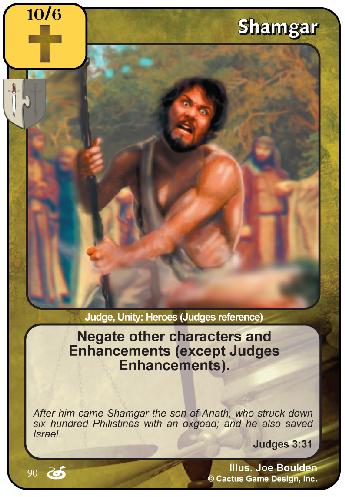 10/6
Shamgar
Judge, Unity: Heroes (Judges reference)
Negate other characters and
Enhancements (except Judges
Enhancements).
After him came Shamgar the son of Anath, who struck down
six hundred Philistines with an oxgoad; and he also saved
Israel.
Judges 3:31
90
Illus. Joe Boulden
© Cactus Game Design, Inc.